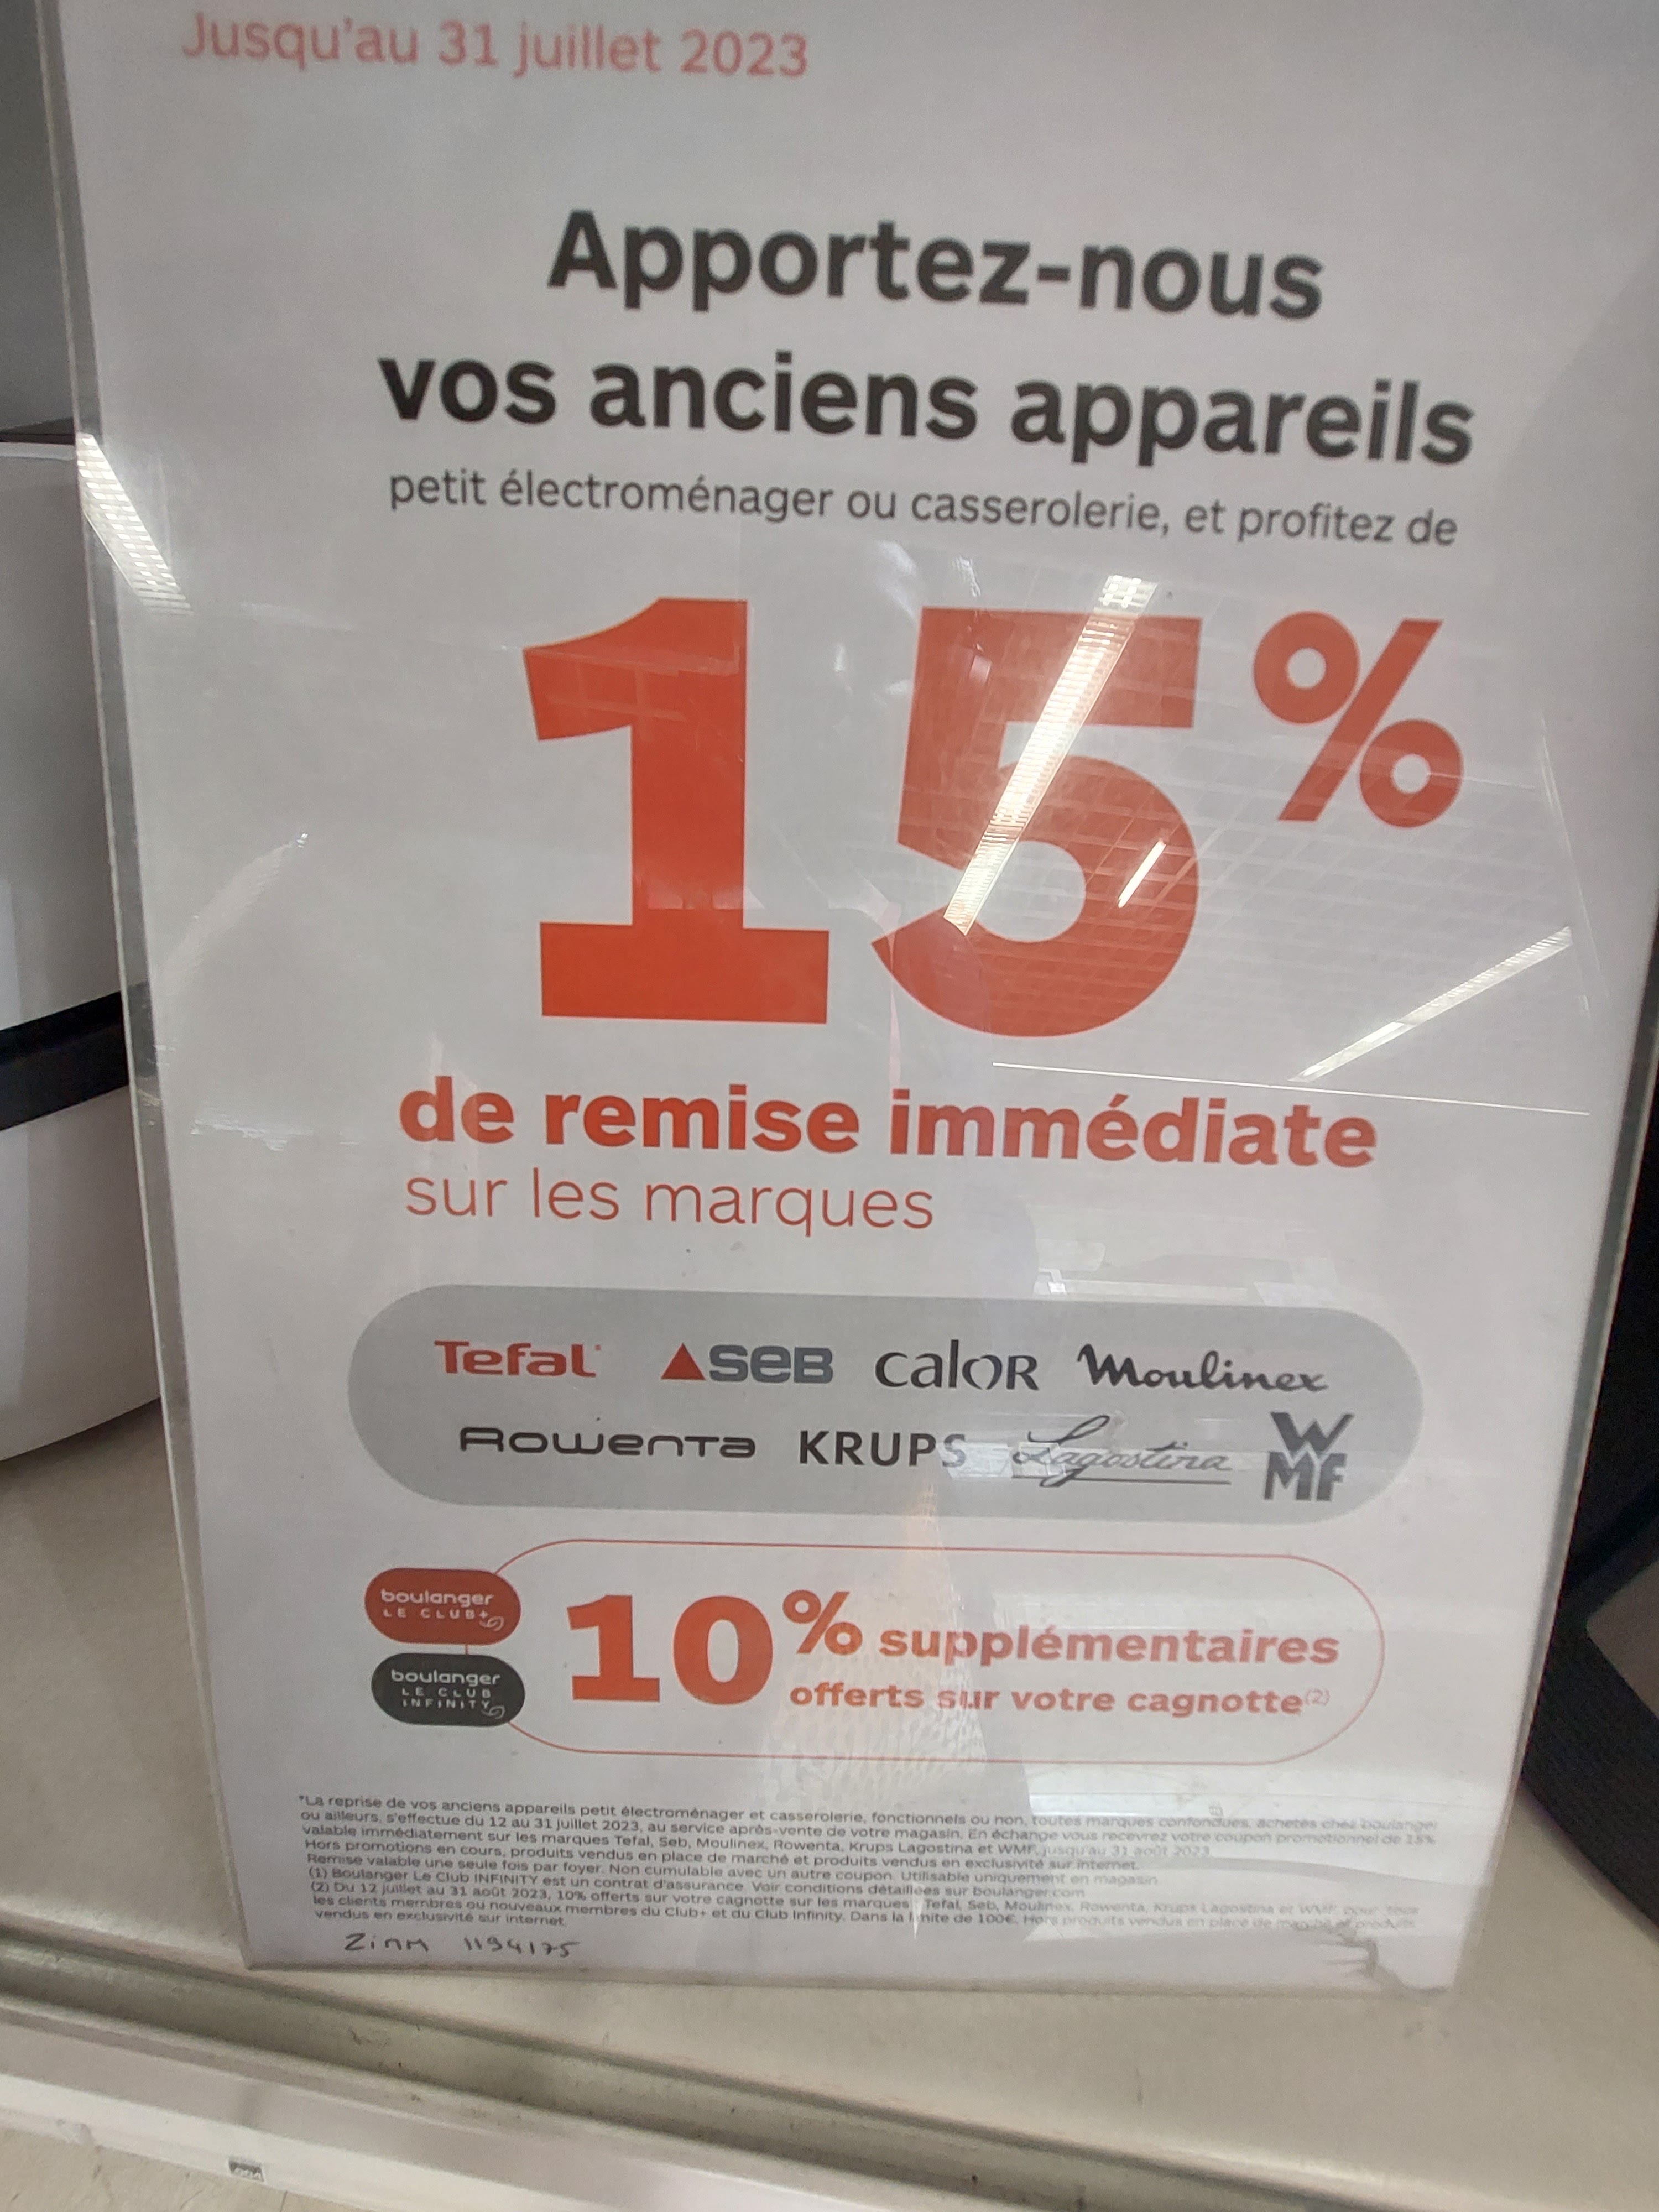 Jusqu'au 31 juillet 2023
Apportez-nous
vos anciens appareils
petit électroménager ou casserolerie, et profitez de
15%
de remise immédiate
sur les marques
Tefal SEB CalOR Moulinex
Rowenta KRUPS Lagostina WMF
boulanger
LE CLUB+
boulanger
LE CLUB
INFINITY
10% supplémentaires
offerts sur votre cagnotte(2)
*La reprise de vos anciens appareils petit électroménager et casserolerie, fonctionnels ou non, toutes marques confondues, achetés chez boulanger
ou ailleurs, s'effectue du 12 au 31 juillet 2023, au service après-vente de votre magasin. En échange vous recevrez votre coupon promotionnel de 15%
valable immédiatement sur les marques Tefal, Seb, Moulinex, Rowenta, Krups Lagostina et WMF, jusqu'au 31 août 2023.
Hors promotions en cours, produits vendus en place de marché et produits vendus en exclusivité sur internet.
Remise valable une seule fois par foyer. Non cumulable avec un autre coupon. Utilisable uniquement en magasin.
(1) Boulanger Le Club INFINITY est un contrat d'assurance. Voir conditions détaillées sur boulanger.com
(2) Du 12 juillet au 31 août 2023, 10% offerts sur votre cagnotte sur les marques Tefal, Seb, Moulinex, Rowenta, Krups Lagostina et WMF pour tous
les clients membres ou nouveaux membres du Club+ et du Club Infinity. Dans la limite de 100€. Hors produits vendus en place de marché et produits
vendus en exclusivité sur internet.
1194175